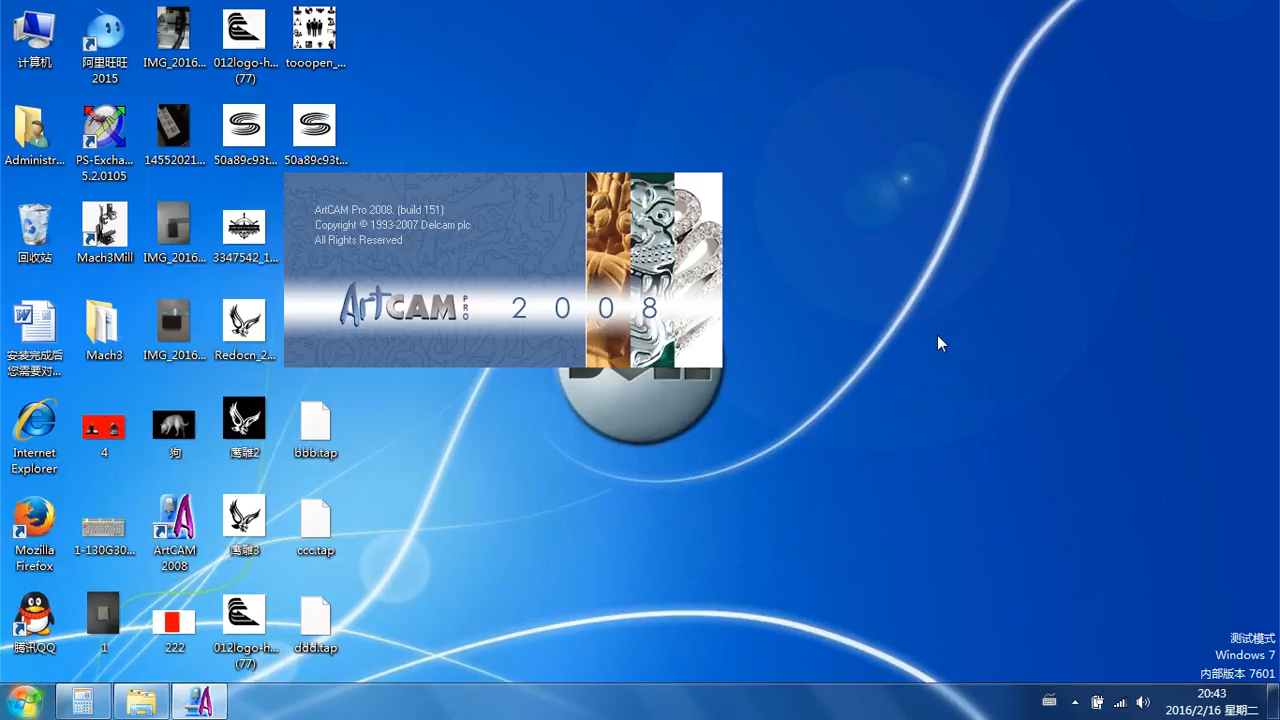 计算机
阿里旺旺
2015
IMG_2016...
012logo-h...
(77)
tooopen_...
Administr...
PS-Excha...
5.2.0105
14552021...
50a89c93t...
50a89c93t...
回收站
Mach3Mill
IMG_2016...
3347542_1...
ArtCAM Pro 2008. (build 151)
Copyright © 1993-2007 Delcam plc
All Rights Reserved
ArtCAM PRO 2008
安装完成后
您需要对...
Mach3
IMG_2016...
Redocn_2...
DELL
Internet
Explorer
4
狗
鹰雕2
bbb.tap
Mozilla
Firefox
1-130G30...
ArtCAM
2008
鹰雕3
ccc.tap
腾讯QQ
1
222
012logo-h...
(77)
ddd.tap
测试模式
Windows 7
内部版本 7601
20:43
2016/2/16 星期二